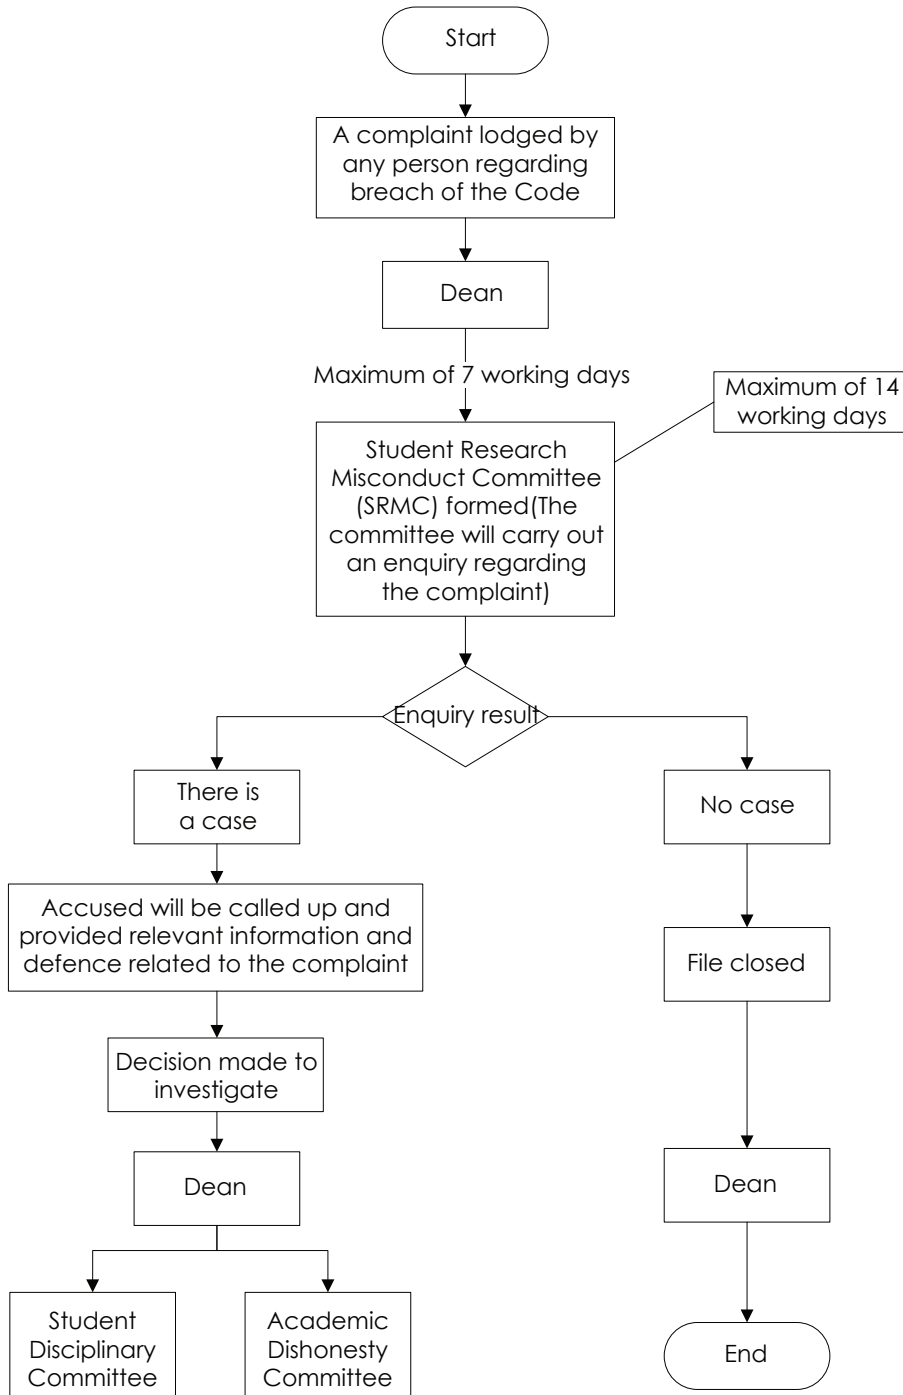 Start
A complaint lodged by
any person regarding
breach of the Code
Dean
Maximum of 7 working days
Maximum of 14
working days
Student Research
Misconduct Committee
(SRMC) formed(The
committee will carry out
an enquiry regarding
the complaint)
Enquiry result
There is
a case
No case
Accused will be called up and
provided relevant information and
defence related to the complaint
File closed
Decision made to
investigate
Dean
Dean
Student
Disciplinary
Committee
Academic
Dishonesty
Committee
End